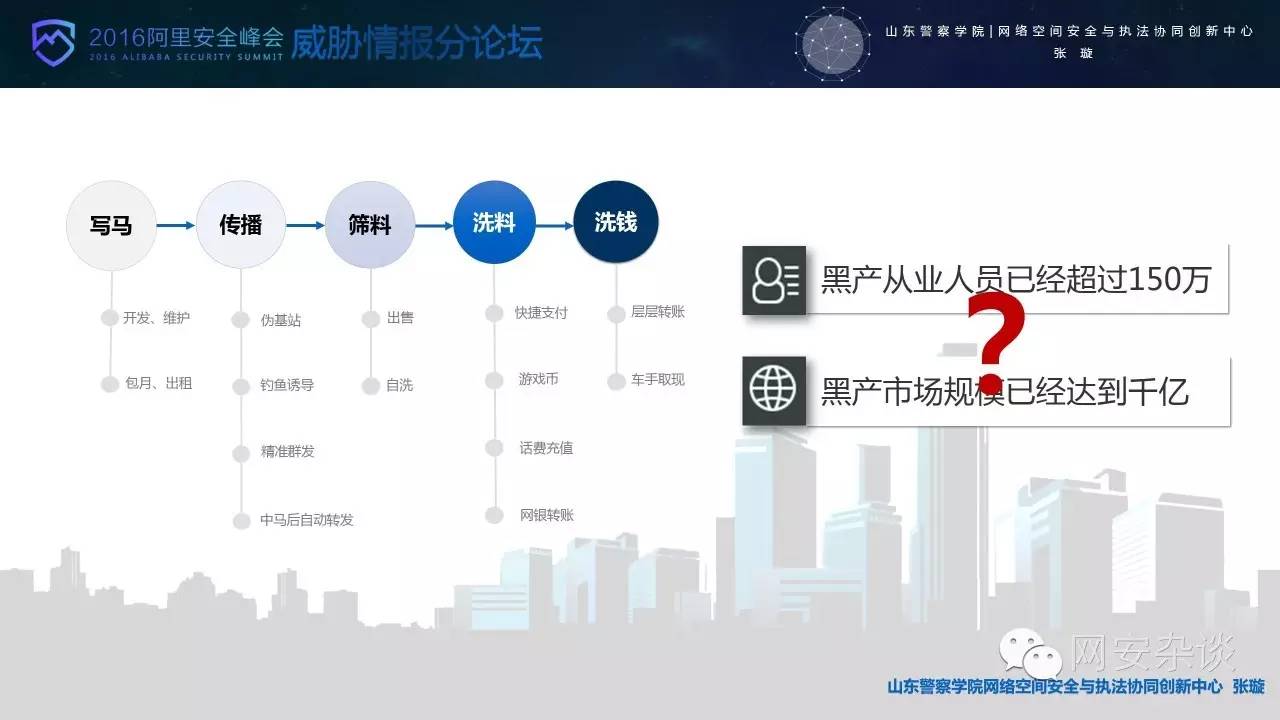 2016阿里安全峰会 威胁情报分论坛
2016 ALIBABA SECURITY SUMMIT
山东警察学院|网络空间安全与执法协同创新中心
张 璇
写马
传播
筛料
洗料
洗钱
开发、维护
包月、出租
伪基站
钓鱼诱导
精准群发
中马后自动转发
出售
自洗
快捷支付
游戏币
话费充值
网银转账
层层转账
车手取现
黑产从业人员已经超过150万
?
黑产市场规模已经达到千亿
网安杂谈
山东警察学院网络空间安全与执法协同创新中心 张璇